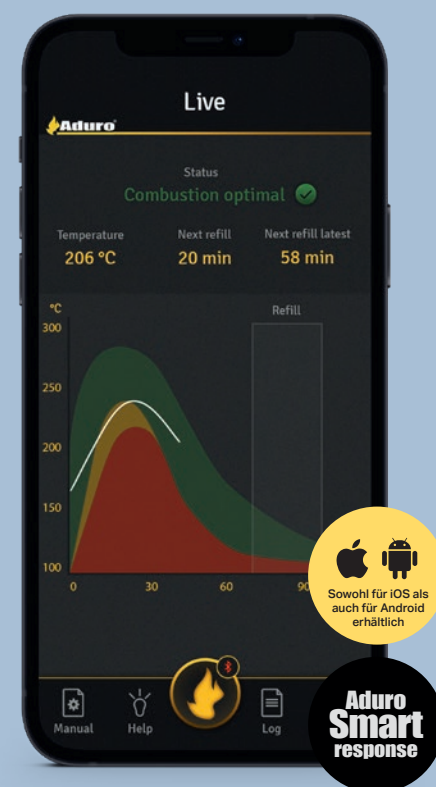 Live
Aduro
Status
Combustion optimal
Temperature
Next refill
Next refill latest
206 °C
20 min
58 min
°C
Refill
300
250
200
150
100
0
30
60
90
Sowohl für iOS als
auch für Android
erhältlich
Manual
Help
Log
Aduro
Smart
response